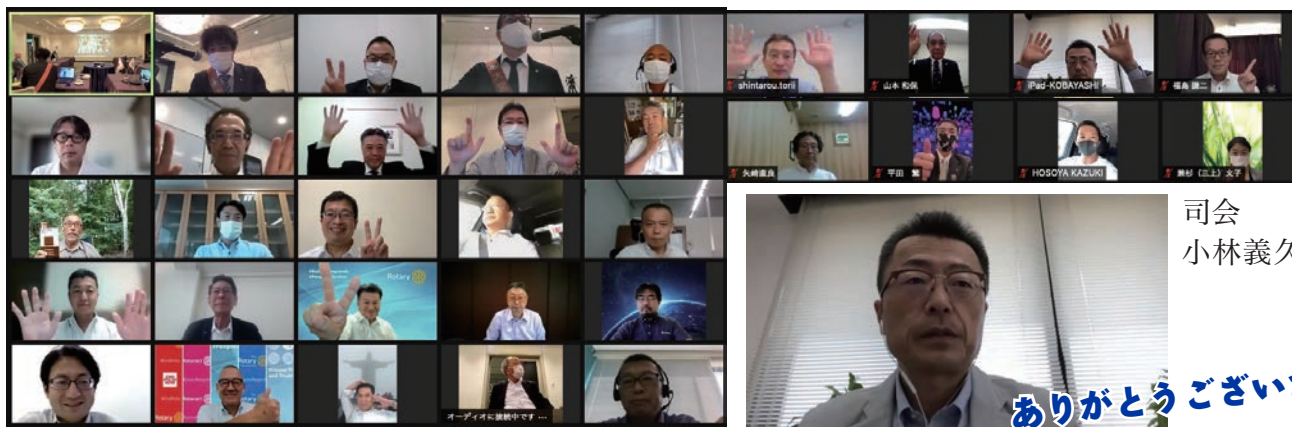 shintarou.torii
山本 和保
iPad-KOBAYASHI
福島 謙二
矢崎直良
平田 繁
HOSOYA KAZUKI
瀬杉（三上）文子
司会
小林義久
Rotary
オーディオに接続中です ...
ありがとうござい